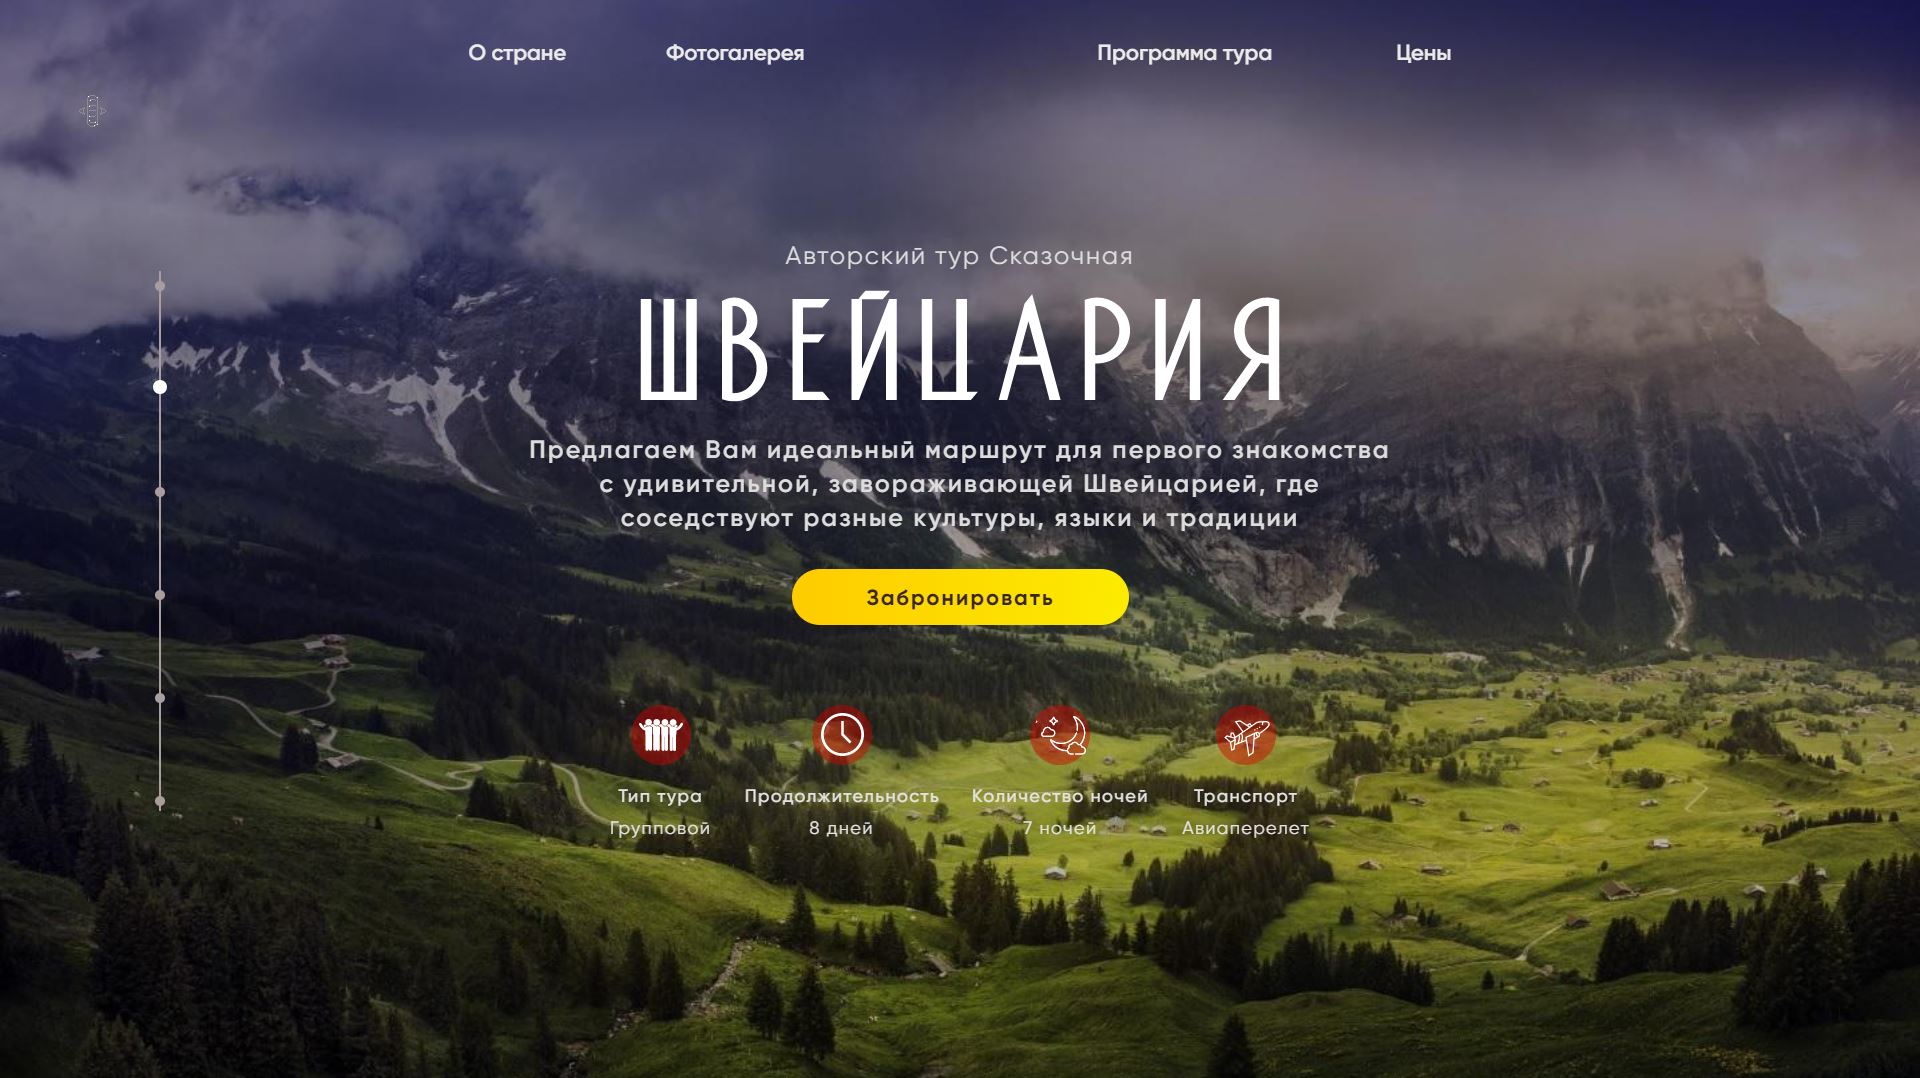 О стране
Фотогалерея
Программа тура
Цены
Авторский тур Сказочная
ШВЕЙЦАРИЯ
Предлагаем Вам идеальный маршрут для первого знакомства
с удивительной, завораживающей Швейцарией, где
соседствуют разные культуры, языки и традиции
Забронировать
Тип тура
Групповой
Продолжительность
8 дней
Количество ночей
7 ночей
Транспорт
Авиаперелет